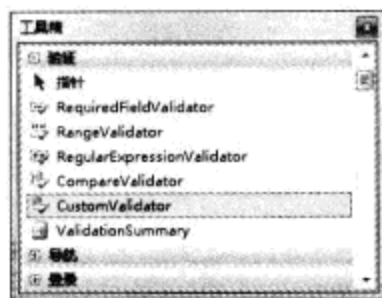 工具箱
验证
指针
RequiredFieldValidator
RangeValidator
RegularExpressionValidator
CompareValidator
CustomValidator
ValidationSummary
导航
登录